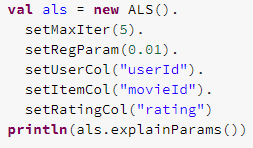 val als = new ALS().
  setMaxIter(5).
  setRegParam(0.01).
  setUserCol("userId").
  setItemCol("movieId").
  setRatingCol("rating")
println(als.explainParams())